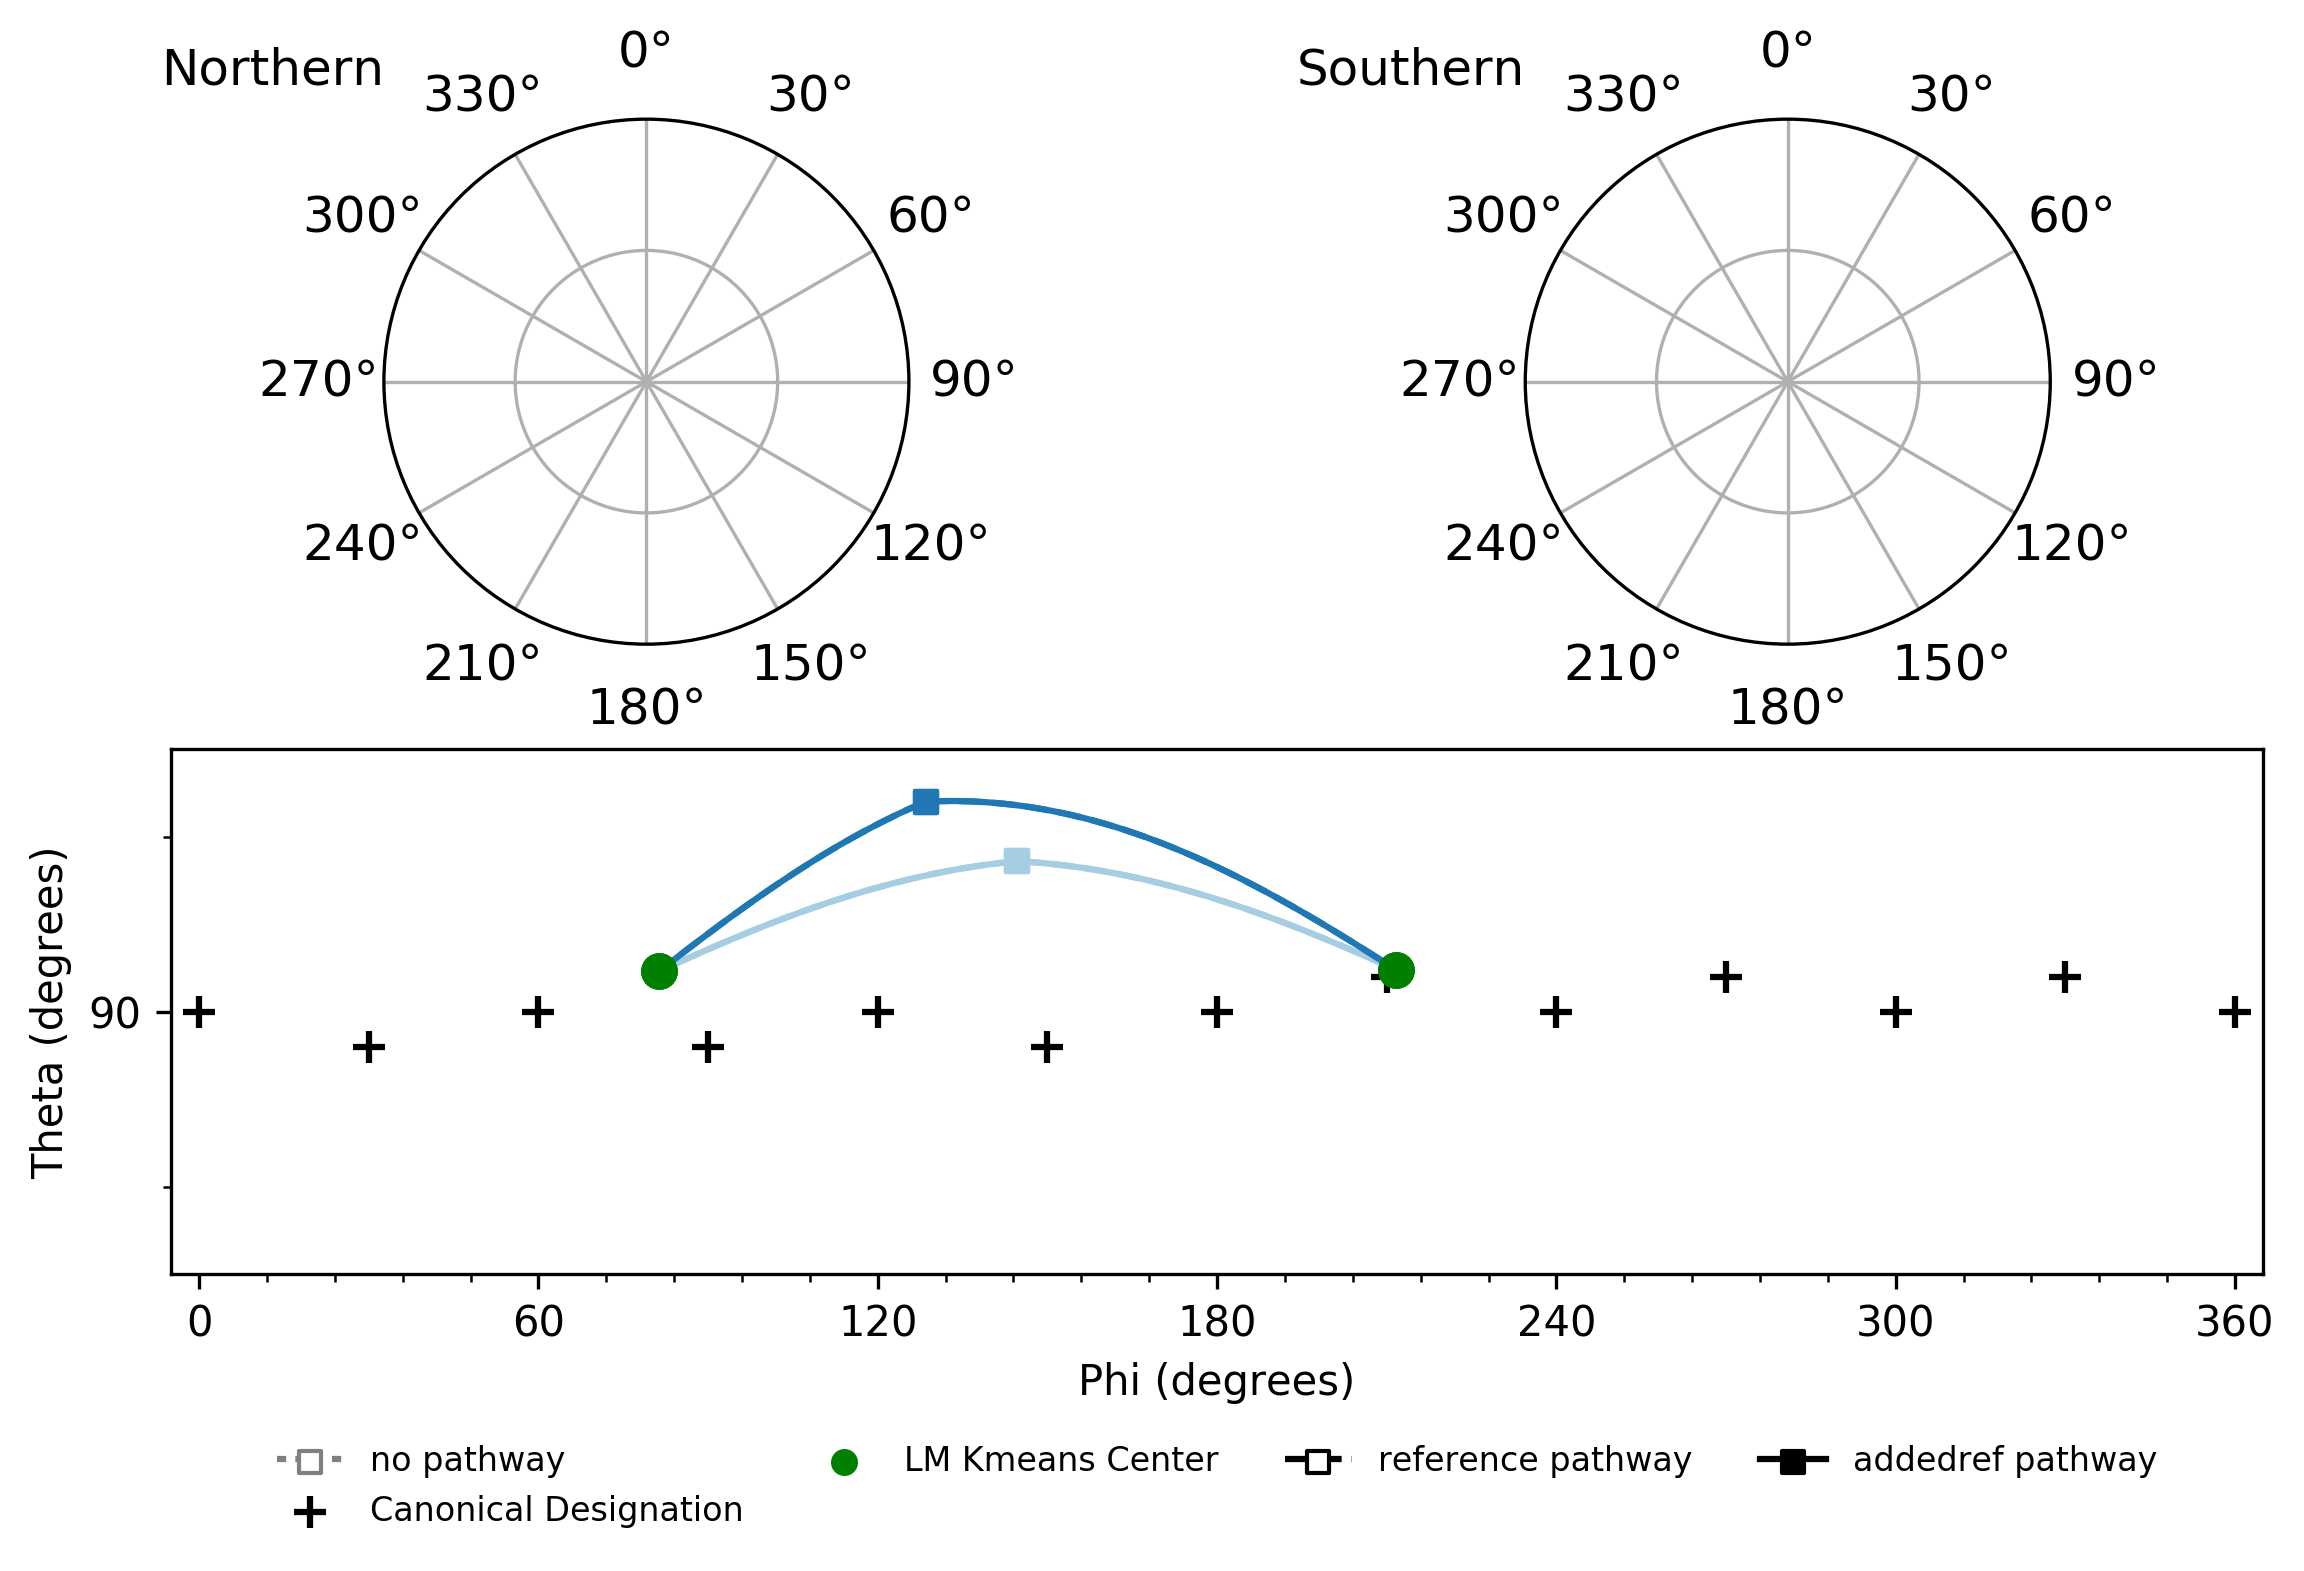 Northern
0°
330°
30°
300°
60°
270°
90°
240°
120°
210°
150°
180°
Southern
0°
330°
30°
300°
60°
270°
90°
240°
120°
210°
150°
180°
Theta (degrees)
90
0 60 120 180 240 300 360
Phi (degrees)
no pathway
Canonical Designation
LM Kmeans Center
reference pathway
addedref pathway